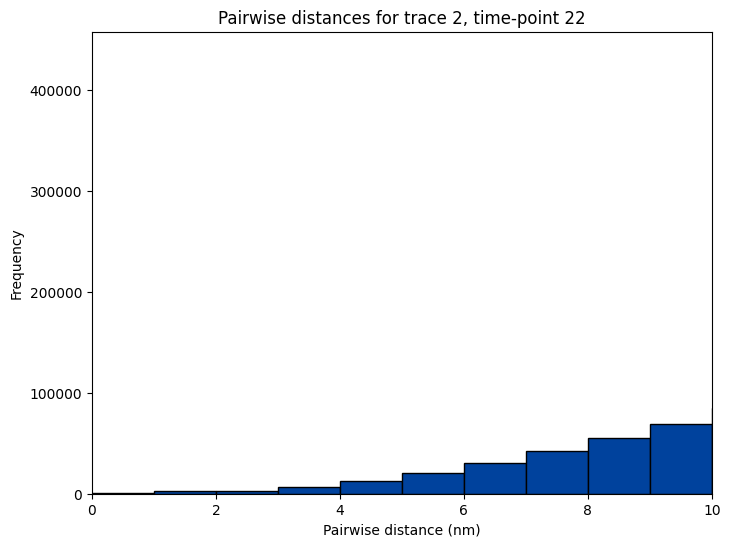 Pairwise distances for trace 2, time-point 22
Frequency
400000
300000
200000
100000
0
0 2 4 6 8 10
Pairwise distance (nm)